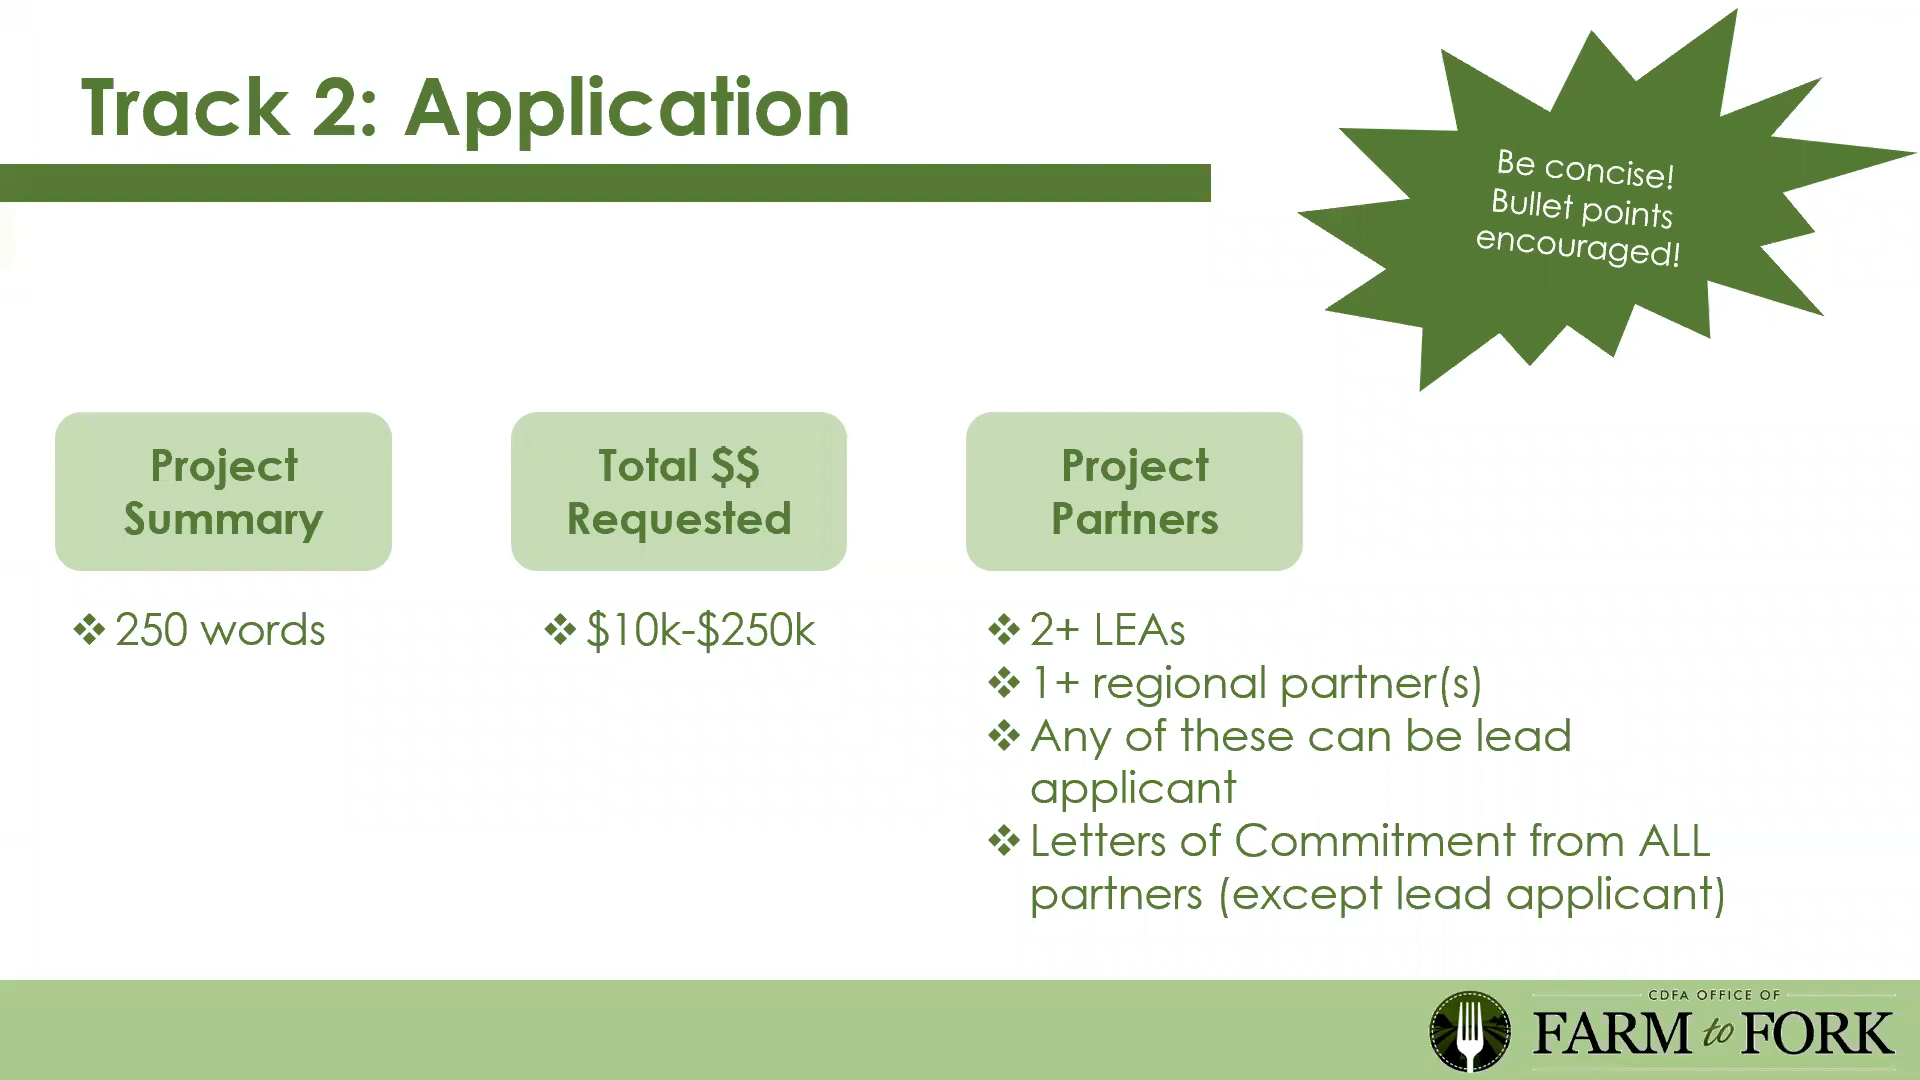 Track 2: Application
Be concise!
Bullet points
encouraged!
Project
Summary
❖ 250 words
Total $$
Requested
❖ $10k-$250k
Project
Partners
❖ 2+ LEAs
❖ 1+ regional partner(s)
❖ Any of these can be lead
applicant
❖ Letters of Commitment from ALL
partners (except lead applicant)
CDFA OFFICE OF
FARM to FORK